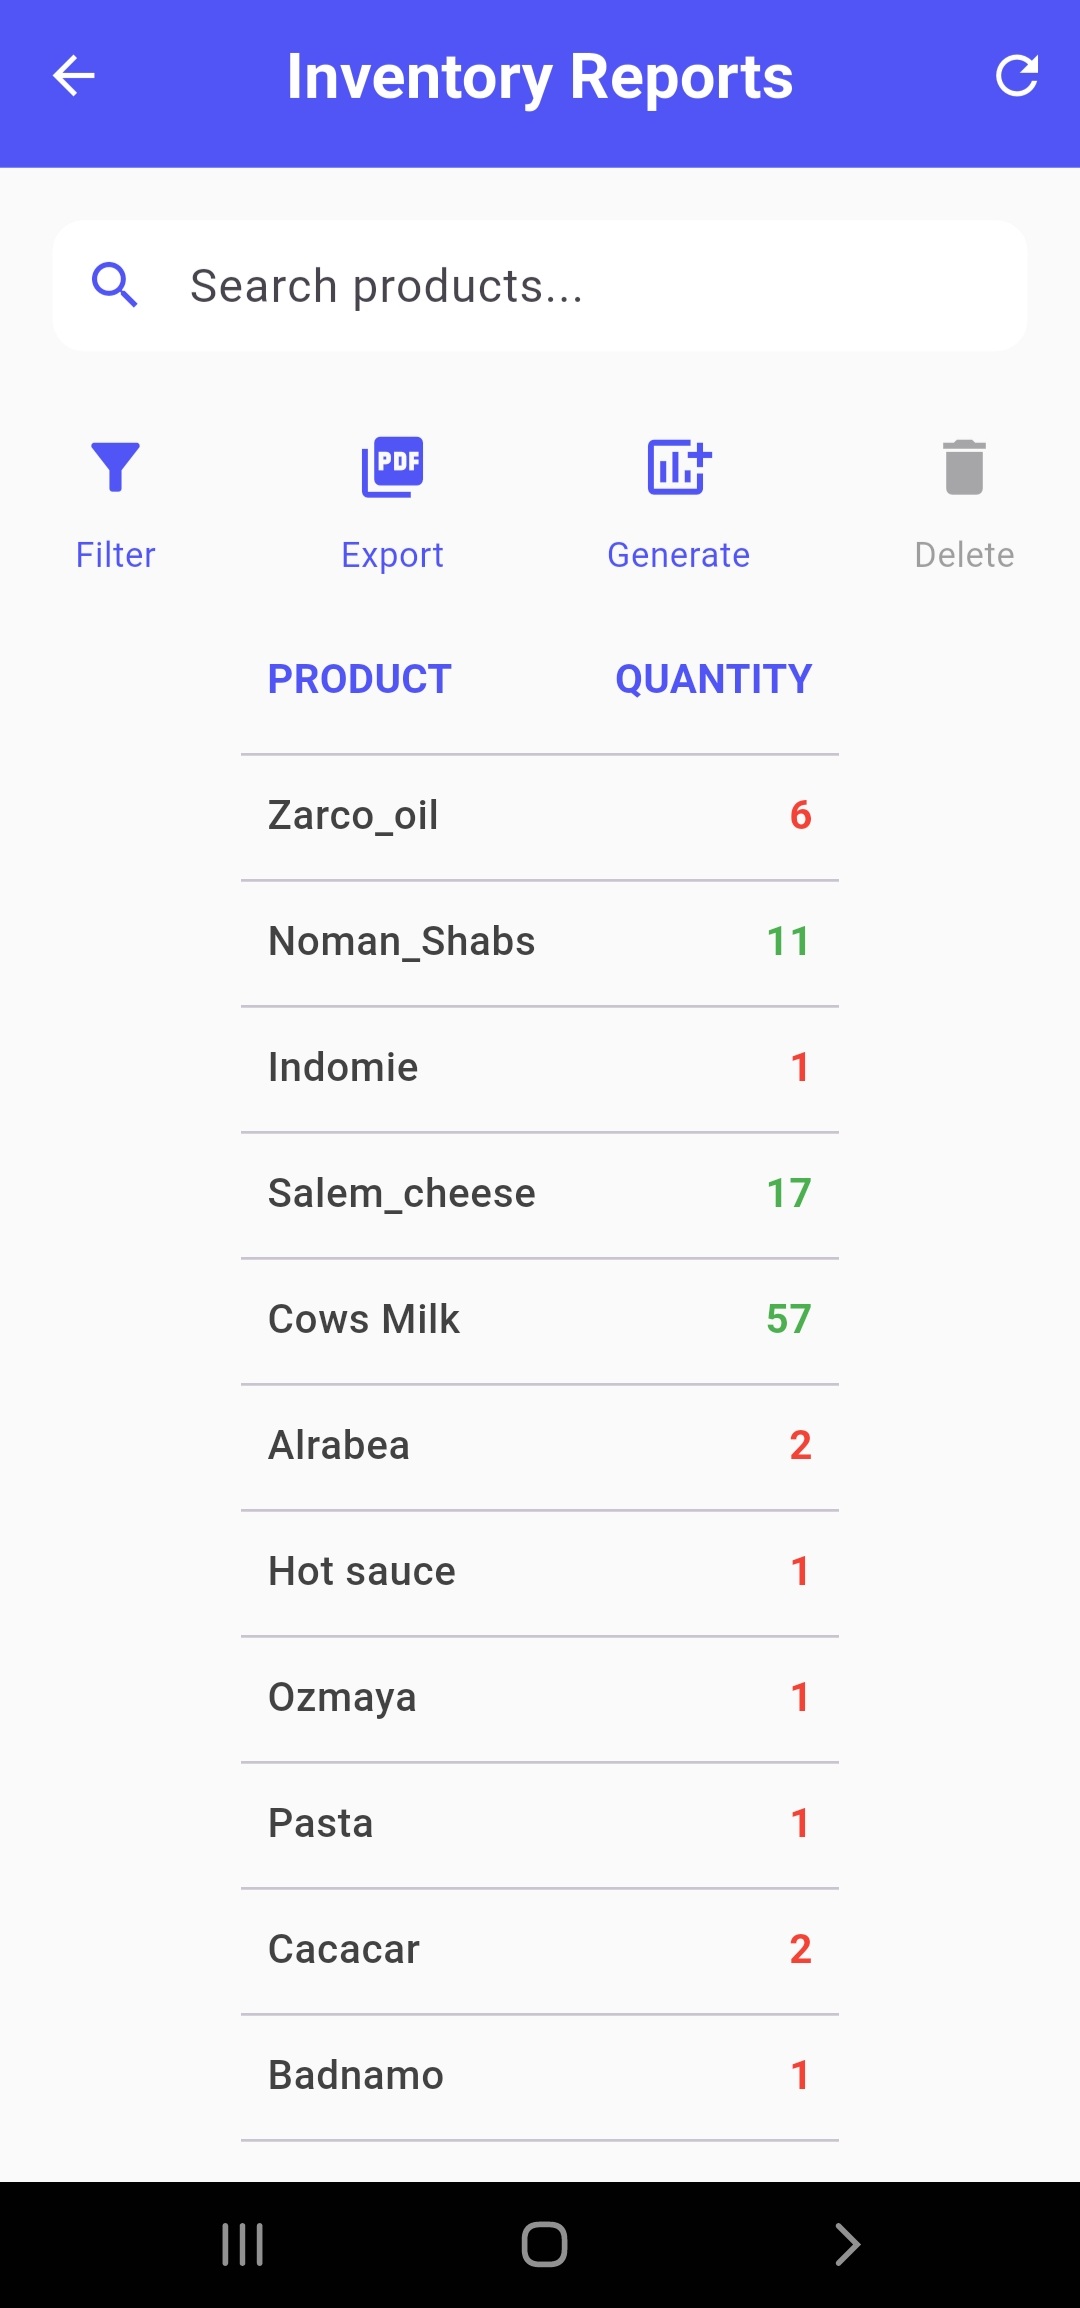 Inventory Reports
Search products...
PDF
Filter Export Generate Delete
PRODUCT QUANTITY
Zarco_oil 6
Noman_Shabs 11
Indomie 1
Salem_cheese 17
Cows Milk 57
Alrabea 2
Hot sauce 1
Ozmaya 1
Pasta 1
Cacacar 2
Badnamo 1